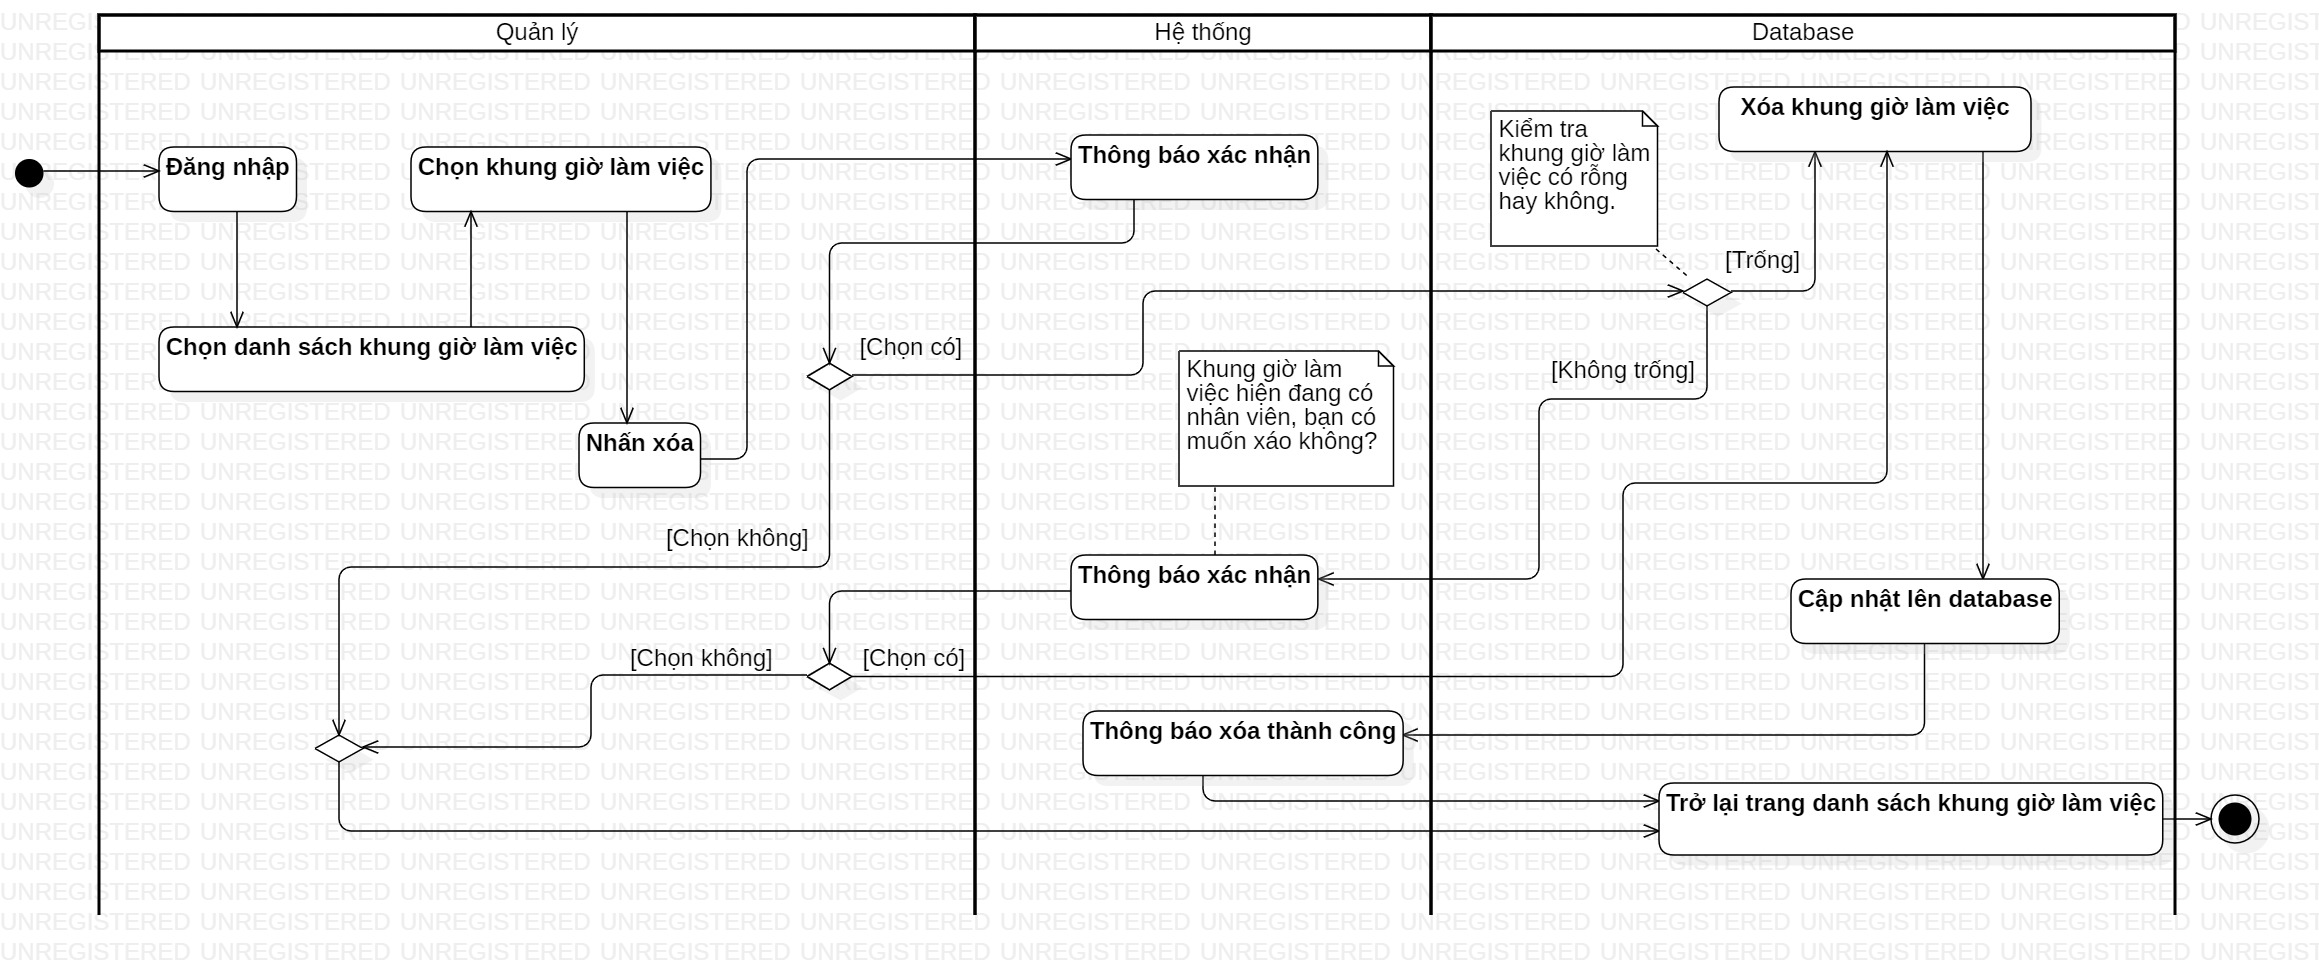 Quản lý
Hệ thống
Database
Đăng nhập
Chọn khung giờ làm việc
Thông báo xác nhận
Kiểm tra
khung giờ làm
việc có rỗng
hay không.
Xóa khung giờ làm việc
[Trống]
Chọn danh sách khung giờ làm việc
[Chọn có]
Khung giờ làm
việc hiện đang có
nhân viên, bạn có
muốn xáo không?
[Không trống]
Nhấn xóa
[Chọn không]
Thông báo xác nhận
Cập nhật lên database
[Chọn không]
[Chọn có]
Thông báo xóa thành công
Trở lại trang danh sách khung giờ làm việc
UNREGISTERED